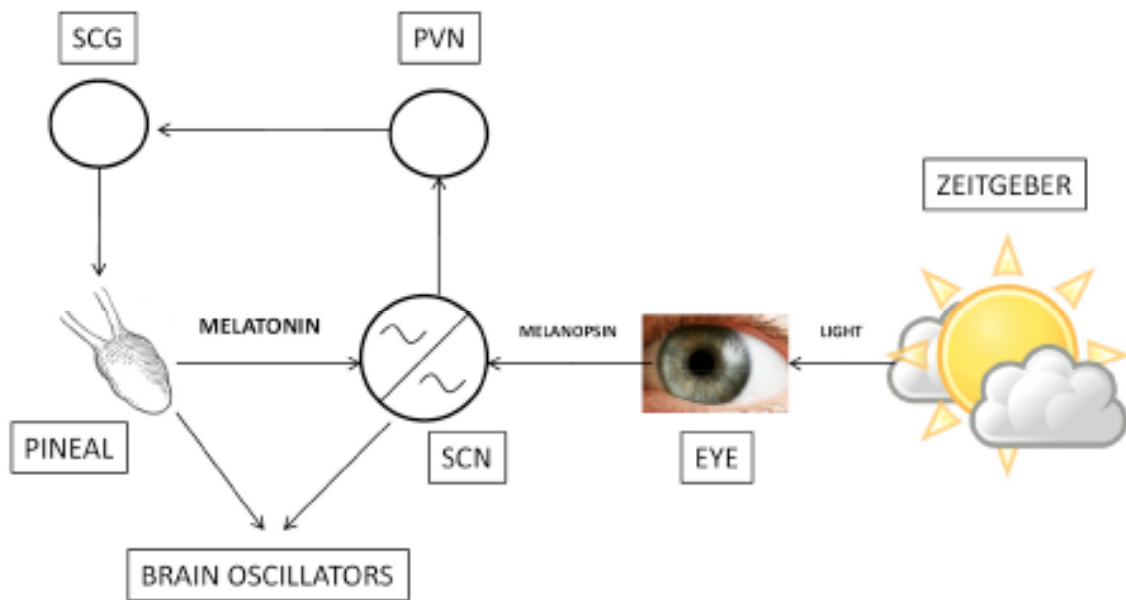 SCG
PVN
ZEITGEBER
MELATONIN
MELANOPSIN
LIGHT
PINEAL
SCN
EYE
BRAIN OSCILLATORS